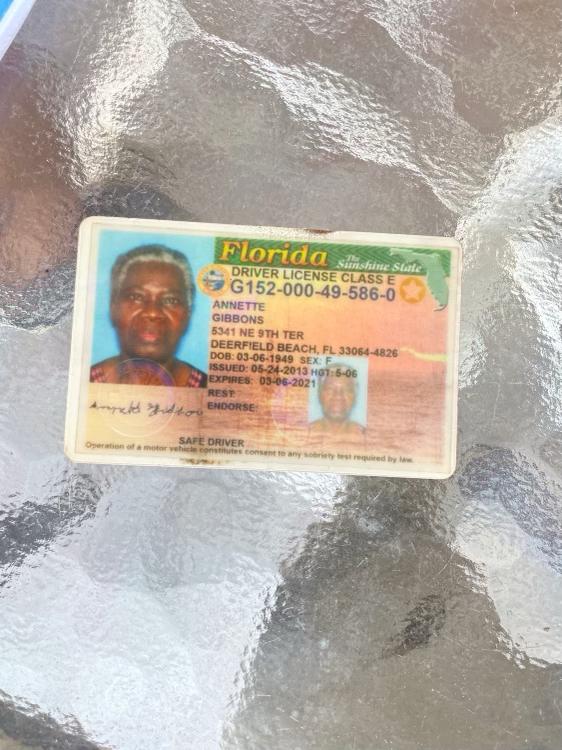 Florida The Sunshine State
DRIVER LICENSE CLASS E
G152-000-49-586-0
ANNETTE
GIBBONS
5341 NE 9TH TER
DEERFIELD BEACH, FL 33064-4826
DOB: 03-06-1949 SEX: F
ISSUED: 05-24-2013 HGT: 5-06
EXPIRES: 03-06-2021
REST:
ENDORSE:
SAFE DRIVER
Operation of a motor vehicle constitutes consent to any sobriety test required by law.